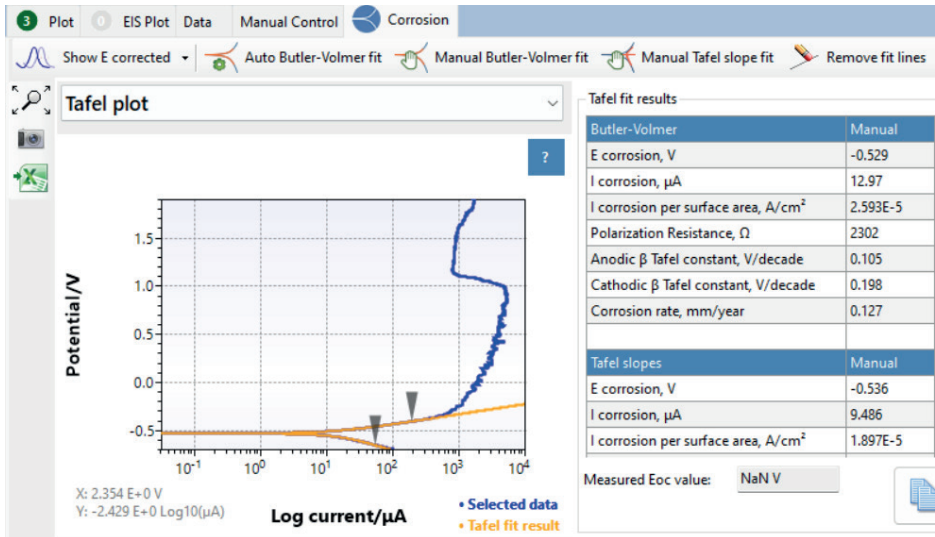 3 Plot 0 EIS Plot Data Manual Control Corrosion
Show E corrected Auto Butler-Volmer fit Manual Butler-Volmer fit Manual Tafel slope fit Remove fit lines
Tafel plot
?
Potential/V
1.5
1.0
0.5
0.0
-0.5
10-1 100 101 102 103 104
X: 2.354 E+0 V
Y: -2.429 E+0 Log10(µA)
Log current/µA
• Selected data
• Tafel fit result
Tafel fit results
Butler-Volmer Manual
E corrosion, V -0.529
I corrosion, µA 12.97
I corrosion per surface area, A/cm² 2.593E-5
Polarization Resistance, Ω 2302
Anodic β Tafel constant, V/decade 0.105
Cathodic β Tafel constant, V/decade 0.198
Corrosion rate, mm/year 0.127
Tafel slopes Manual
E corrosion, V -0.536
I corrosion, µA 9.486
I corrosion per surface area, A/cm² 1.897E-5
Measured Eoc value: NaN V